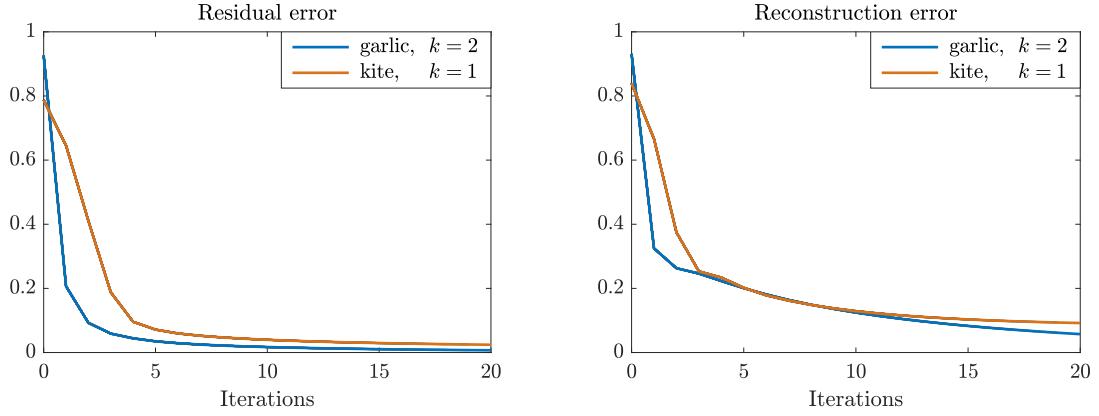 Residual error
1
0.8
0.6
0.4
0.2
0
0 5 10 15 20
Iterations
garlic, k = 2
kite, k = 1
Reconstruction error
1
0.8
0.6
0.4
0.2
0
0 5 10 15 20
Iterations
garlic, k = 2
kite, k = 1